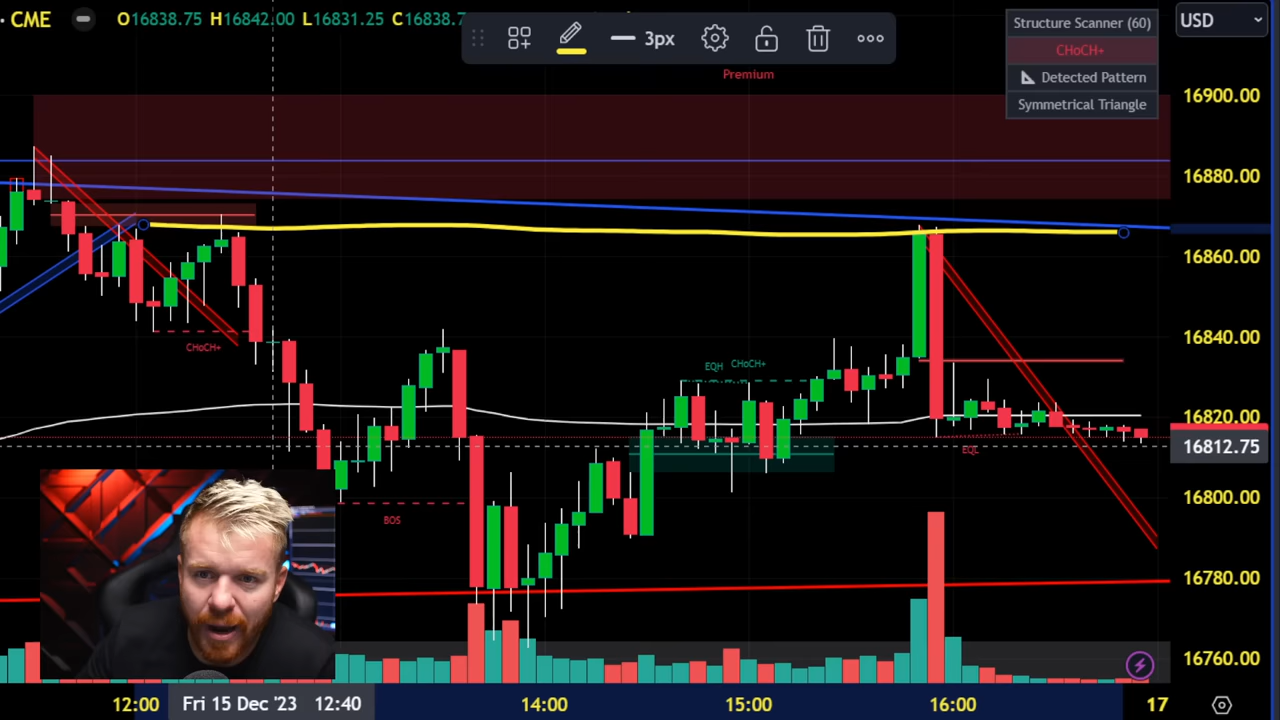 CME O16838.75 H16842.00 L16831.25 C16838.7
3px
USD
Structure Scanner (60)
CHoCH+
Detected Pattern
Symmetrical Triangle
Premium
16900.00
16880.00
16860.00
16840.00
16820.00
16812.75
16800.00
16780.00
16760.00
CHoCH+
EQH CHoCH+
EQL
BOS
12:00 Fri 15 Dec '23 12:40 14:00 15:00 16:00 17